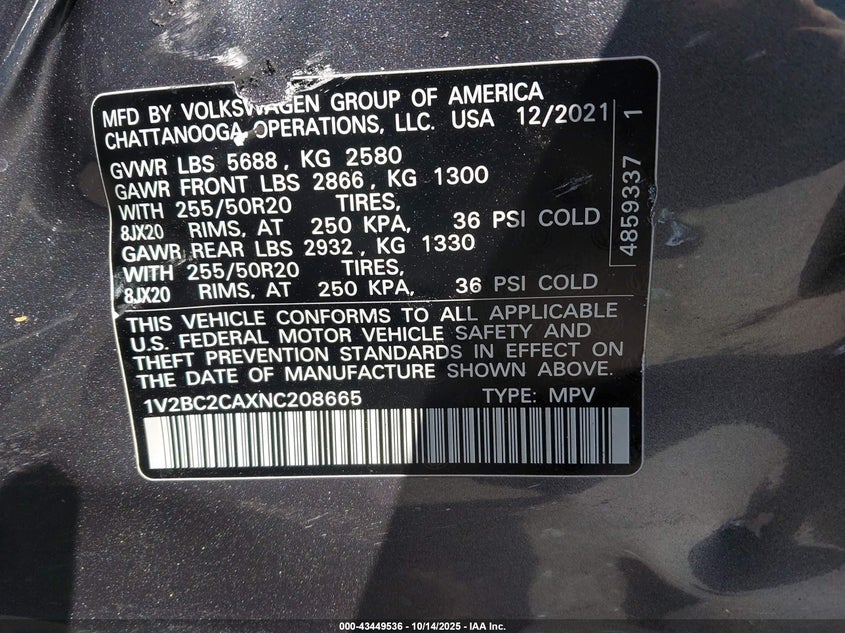 MFD BY VOLKSWAGEN GROUP OF AMERICA
CHATTANOOGA OPERATIONS, LLC. USA 12/2021
GVWR LBS 5688, KG 2580
GAWR FRONT LBS 2866, KG 1300
WITH 255/50R20 TIRES,
8JX20 RIMS, AT 250 KPA, 36 PSI COLD
GAWR REAR LBS 2932, KG 1330
WITH 255/50R20 TIRES,
8JX20 RIMS, AT 250 KPA, 36 PSI COLD
4859337 1
THIS VEHICLE CONFORMS TO ALL APPLICABLE
U.S. FEDERAL MOTOR VEHICLE SAFETY AND
THEFT PREVENTION STANDARDS IN EFFECT ON
THE DATE OF MANUFACTURE SHOWN ABOVE.
1V2BC2CAXNC208665 TYPE: MPV
000-43449536 - 10/14/2025 - IAA Inc.